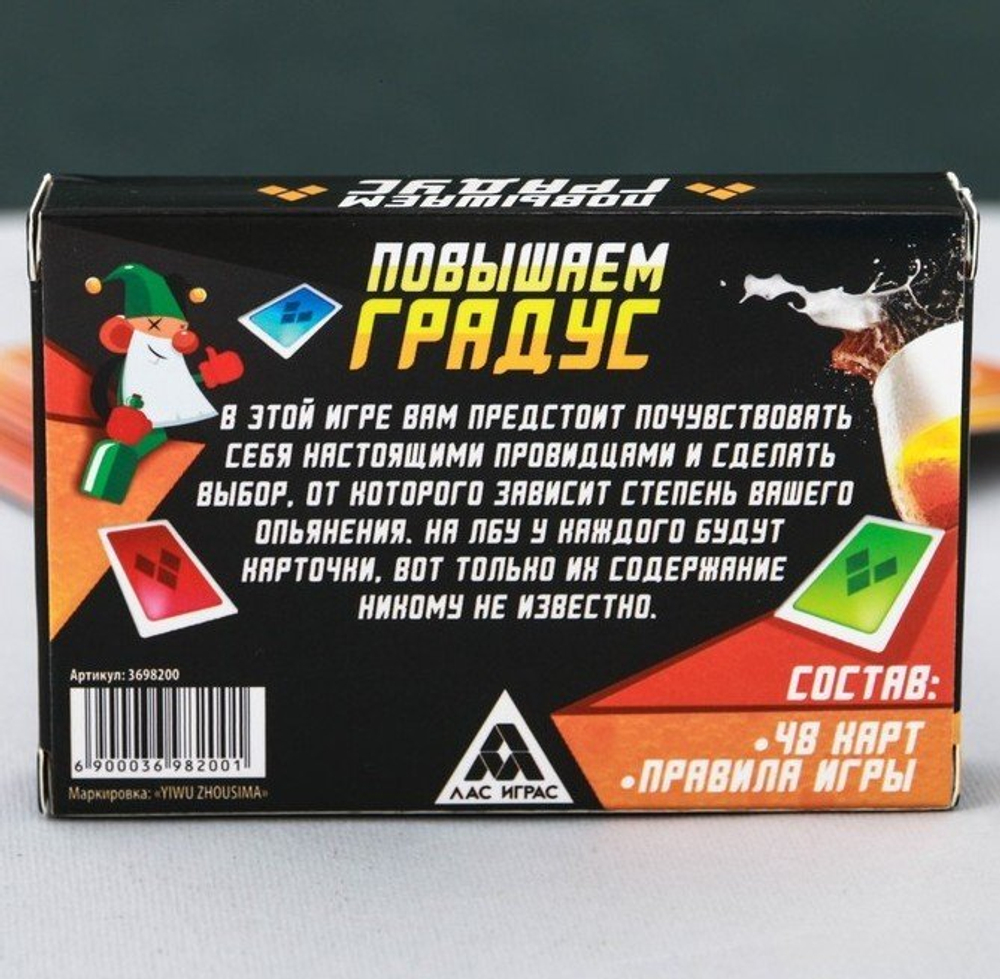 ПОВЫШАЕМ
ГРАДУС
ПОВЫШАЕМ
ГРАДУС
В ЭТОЙ ИГРЕ ВАМ ПРЕДСТОИТ ПОЧУВСТВОВАТЬ
СЕБЯ НАСТОЯЩИМИ ПРОВИДЦАМИ И СДЕЛАТЬ
ВЫБОР, ОТ КОТОРОГО ЗАВИСИТ СТЕПЕНЬ ВАШЕГО
ОПЬЯНЕНИЯ. НА ЛБУ У КАЖДОГО БУДУТ
КАРТОЧКИ, ВОТ ТОЛЬКО ИХ СОДЕРЖАНИЕ
НИКОМУ НЕ ИЗВЕСТНО.
Артикул: 3698200
6 900036 982001
Маркировка: «YIWU ZHOUSIMA»
ЛАС ИГРАС
СОСТАВ:
•48 КАРТ
•ПРАВИЛА ИГРЫ